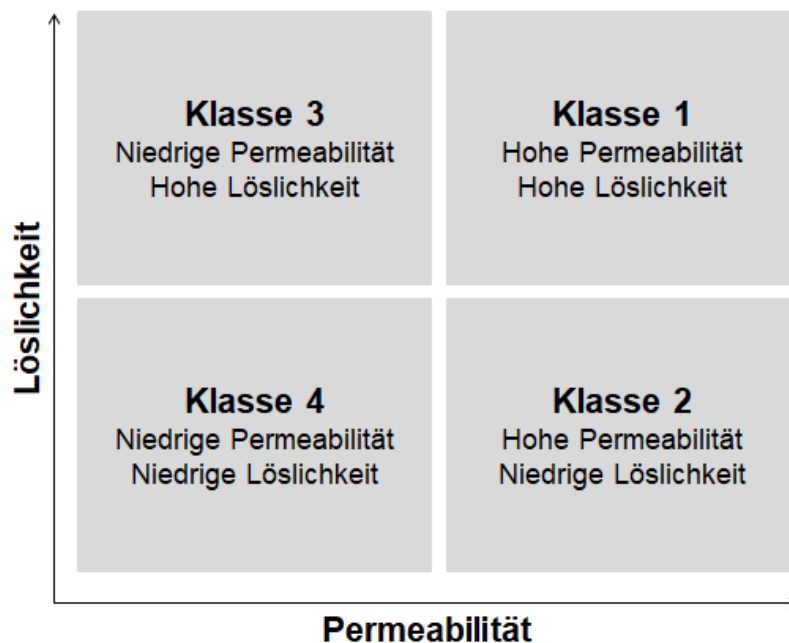 Löslichkeit
Klasse 3
Niedrige Permeabilität
Hohe Löslichkeit
Klasse 1
Hohe Permeabilität
Hohe Löslichkeit
Klasse 4
Niedrige Permeabilität
Niedrige Löslichkeit
Klasse 2
Hohe Permeabilität
Niedrige Löslichkeit
Permeabilität